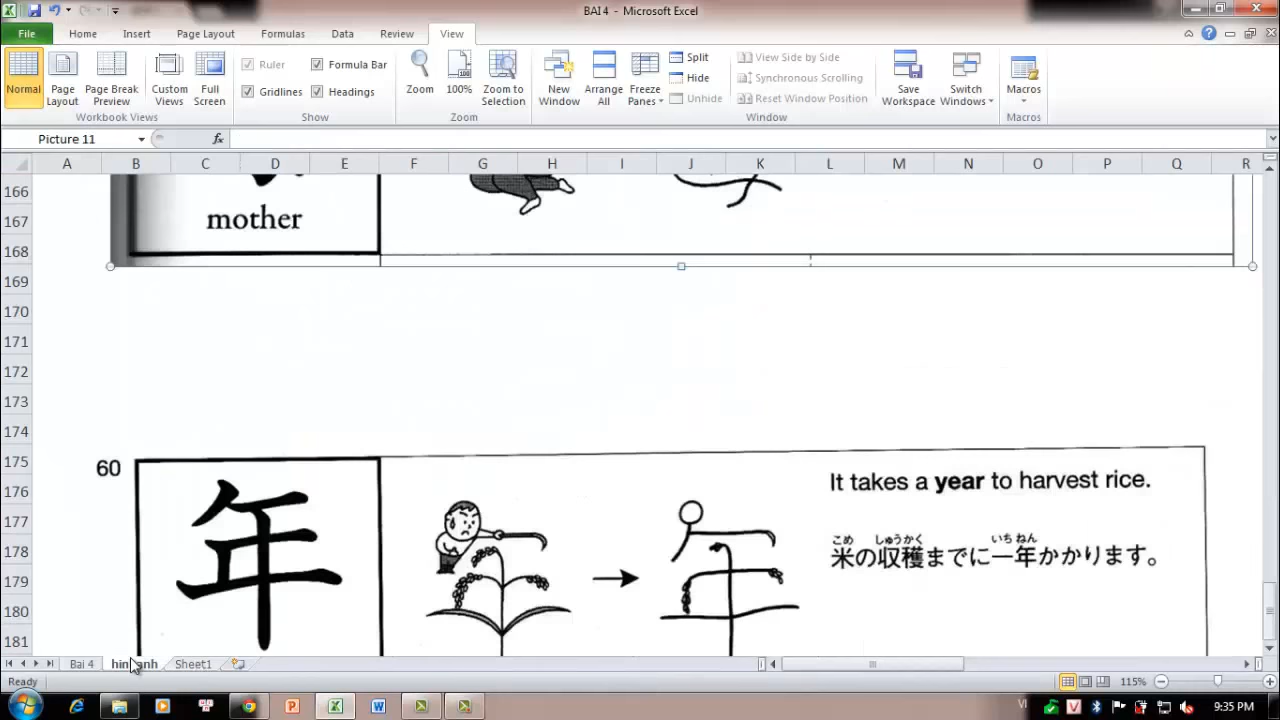 BAI 4 - Microsoft Excel
File Home Insert Page Layout Formulas Data Review View
Normal Page Layout Page Break Preview Custom Views Full Screen
Workbook Views
Ruler Formula Bar
Gridlines Headings
Show
Zoom 100% Zoom to Selection
Zoom
New Window Arrange All Freeze Panes
Split
Hide
Unhide
View Side by Side
Synchronous Scrolling
Reset Window Position
Save Workspace Switch Windows
Window
Macros
Macros
Picture 11 fx
A B C D E F G H I J K L M N O P Q R
166
167
168
169
170
171
172
173
174
175
176
177
178
179
180
181
mother
60
年
It takes a year to harvest rice.
こめ しゅうかく いちねん
米の収穫までに一年かかります。
Bai 4 Sheet1
Ready 115%
VI 9:35 PM